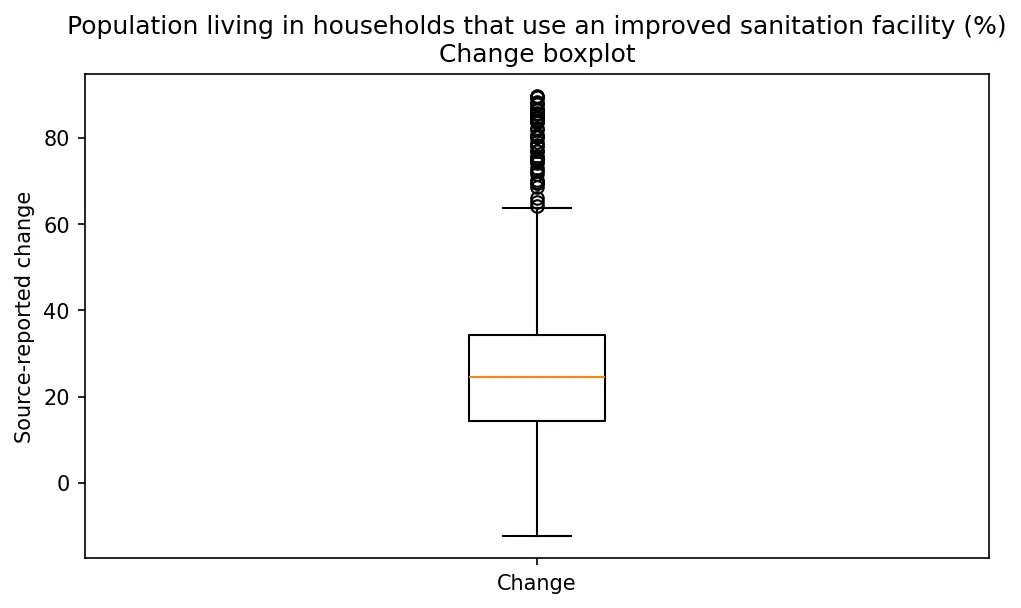 Population living in households that use an improved sanitation facility (%)
Change boxplot
Source-reported change
80
60
40
20
0
Change